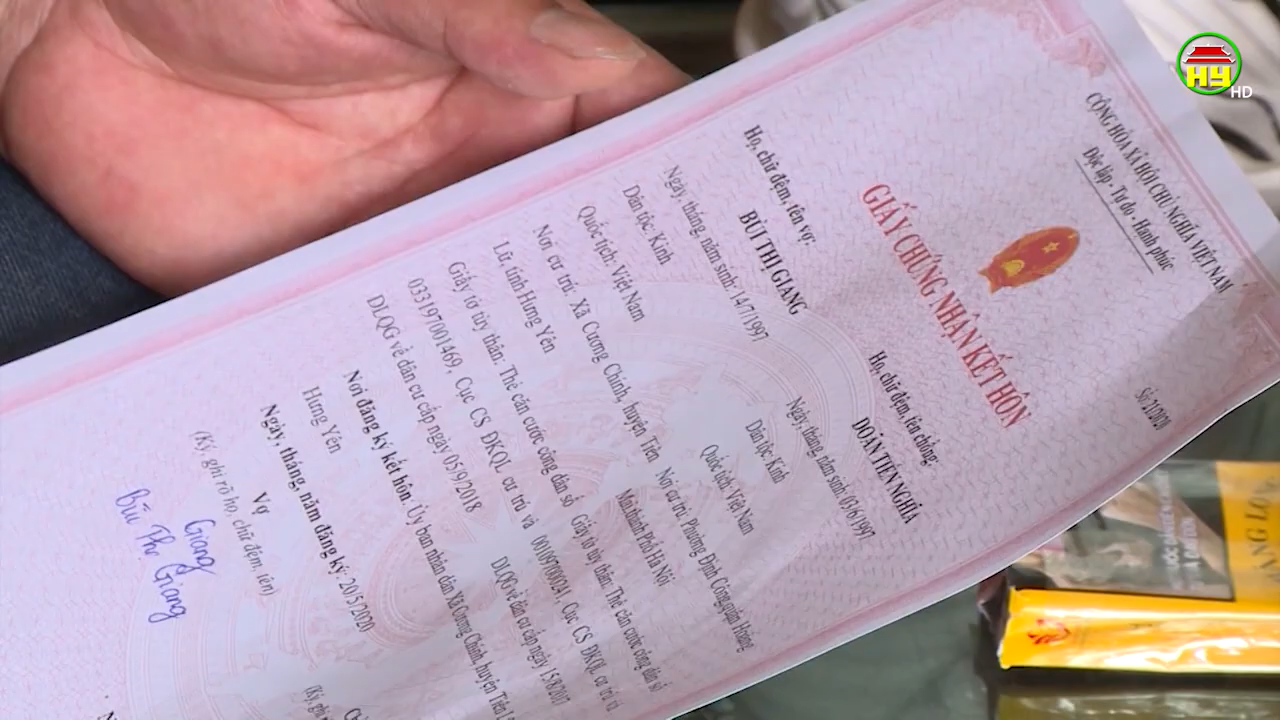 HY
HD
CỘNG HÒA XÃ HỘI CHỦ NGHĨA VIỆT NAM
Độc lập - Tự do - Hạnh phúc
Số: 21/2020
GIẤY CHỨNG NHẬN KẾT HÔN
Họ, chữ đệm, tên vợ:
BÙI THỊ GIANG
Ngày, tháng, năm sinh: 14/7/1997
Dân tộc: Kinh
Quốc tịch: Việt Nam
Nơi cư trú: Xã Cương Chính, huyện Tiên
Lữ, tỉnh Hưng Yên
Giấy tờ tùy thân: Thẻ căn cước công dân số
033197001469, Cục CS ĐKQL cư trú và
DLQG về dân cư cấp ngày 05/9/2018
Họ, chữ đệm, tên chồng:
ĐOÀN TIẾN NGHĨA
Ngày, tháng, năm sinh: 03/6/1997
Dân tộc: Kinh
Quốc tịch: Việt Nam
Nơi cư trú: Phường Định Công, quận Hoàng
Mai, thành Phố Hà Nội
Giấy tờ tùy thân: Thẻ căn cước công dân số
Cục CS ĐKQL cư trú và
DLQG về dân cư cấp ngày 15/8/2017
Nơi đăng ký kết hôn: Ủy ban nhân dân Xã Cương Chính, huyện Tiên
Hưng Yên
Ngày, tháng, năm đăng ký: 20/5/2020
Vợ
(Ký, ghi rõ họ, chữ đệm, tên)
Giang
Bùi Thị Giang
(Ký, ghi